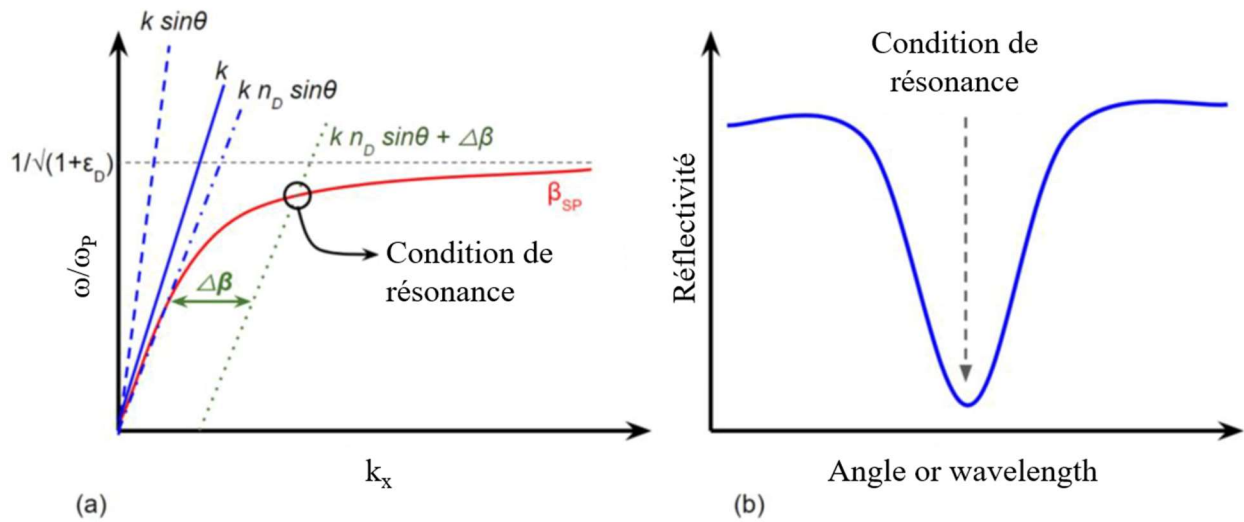 k sinθ
k
k n_D sinθ
k n_D sinθ + Δβ
1/√(1+ε_D)
β_SP
ω/ω_P
Δβ
Condition de
résonance
k_x
(a)
Condition de
résonance
Réflectivité
Angle or wavelength
(b)